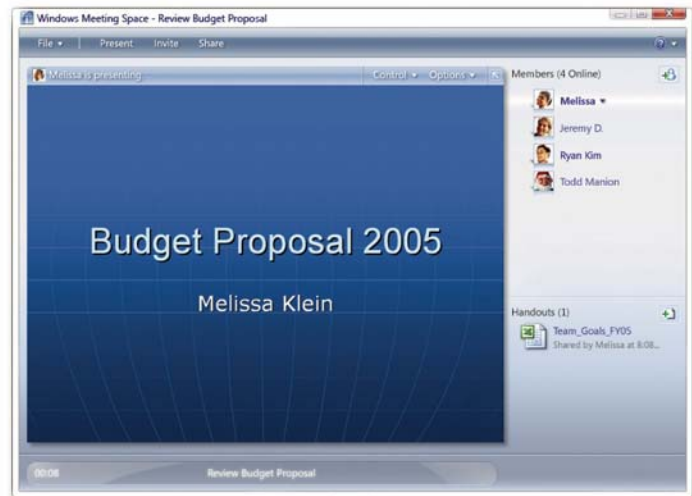 Windows Meeting Space - Review Budget Proposal
File Present Invite Share
Melissa is presenting Control Options
Budget Proposal 2005
Melissa Klein
Members (4 Online)
Melissa
Jeremy D.
Ryan Kim
Todd Manion
Handouts (1)
Team_Goals_FY05
Shared by Melissa at 8:08...
00:08 Review Budget Proposal